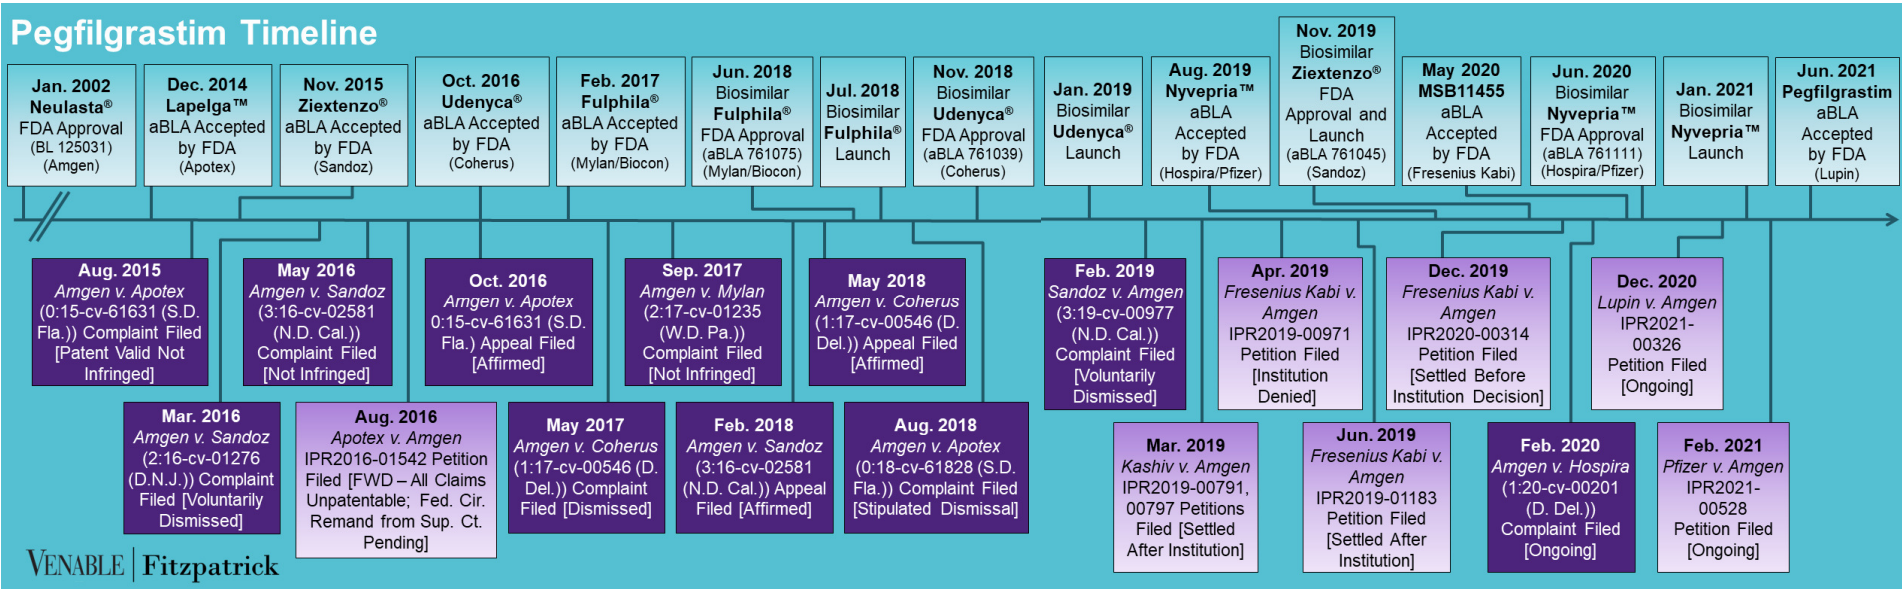 Pegfilgrastim Timeline
Jan. 2002
Neulasta®
FDA Approval
(BL 125031)
(Amgen)
Dec. 2014
Lapelga™
aBLA Accepted
by FDA
(Apotex)
Nov. 2015
Ziextenzo®
aBLA Accepted
by FDA
(Sandoz)
Oct. 2016
Udenyca®
aBLA Accepted
by FDA
(Coherus)
Feb. 2017
Fulphila®
aBLA Accepted
by FDA
(Mylan/Biocon)
Jun. 2018
Biosimilar
Fulphila®
FDA Approval
(aBLA 761075)
(Mylan/Biocon)
Jul. 2018
Biosimilar
Fulphila®
Launch
Nov. 2018
Biosimilar
Udenyca®
FDA Approval
(aBLA 761039)
(Coherus)
Jan. 2019
Biosimilar
Udenyca®
Launch
Aug. 2019
Nyvepria™
aBLA
Accepted
by FDA
(Hospira/Pfizer)
Nov. 2019
Biosimilar
Ziextenzo®
FDA
Approval and
Launch
(aBLA 761045)
(Sandoz)
May 2020
MSB11455
aBLA
Accepted
by FDA
(Fresenius Kabi)
Jun. 2020
Biosimilar
Nyvepria™
FDA Approval
(aBLA 761111)
(Hospira/Pfizer)
Jan. 2021
Biosimilar
Nyvepria™
Launch
Jun. 2021
Pegfilgrastim
aBLA
Accepted
by FDA
(Lupin)
Aug. 2015
Amgen v. Apotex
(0:15-cv-61631 (S.D.
Fla.)) Complaint Filed
[Patent Valid Not
Infringed]
May 2016
Amgen v. Sandoz
(3:16-cv-02581
(N.D. Cal.))
Complaint Filed
[Not Infringed]
Oct. 2016
Amgen v. Apotex
0:15-cv-61631 (S.D.
Fla.) Appeal Filed
[Affirmed]
Sep. 2017
Amgen v. Mylan
(2:17-cv-01235
(W.D. Pa.))
Complaint Filed
[Not Infringed]
May 2018
Amgen v. Coherus
(1:17-cv-00546 (D.
Del.)) Appeal Filed
[Affirmed]
Feb. 2019
Sandoz v. Amgen
(3:19-cv-00977
(N.D. Cal.))
Complaint Filed
[Voluntarily
Dismissed]
Apr. 2019
Fresenius Kabi v.
Amgen
IPR2019-00971
Petition Filed
[Institution
Denied]
Dec. 2019
Fresenius Kabi v.
Amgen
IPR2020-00314
Petition Filed
[Settled Before
Institution Decision]
Dec. 2020
Lupin v. Amgen
IPR2021-
00326
Petition Filed
[Ongoing]
Mar. 2016
Amgen v. Sandoz
(2:16-cv-01276
(D.N.J.)) Complaint
Filed [Voluntarily
Dismissed]
Aug. 2016
Apotex v. Amgen
IPR2016-01542 Petition
Filed [FWD – All Claims
Unpatentable; Fed. Cir.
Remand from Sup. Ct.
Pending]
May 2017
Amgen v. Coherus
(1:17-cv-00546 (D.
Del.)) Complaint
Filed [Dismissed]
Feb. 2018
Amgen v. Sandoz
(3:16-cv-02581
(N.D. Cal.)) Appeal
Filed [Affirmed]
Aug. 2018
Amgen v. Apotex
(0:18-cv-61828 (S.D.
Fla.)) Complaint Filed
[Stipulated Dismissal]
Mar. 2019
Kashiv v. Amgen
IPR2019-00791,
00797 Petitions
Filed [Settled
After Institution]
Jun. 2019
Fresenius Kabi v.
Amgen
IPR2019-01183
Petition Filed
[Settled After
Institution]
Feb. 2020
Amgen v. Hospira
(1:20-cv-00201
(D. Del.))
Complaint Filed
[Ongoing]
Feb. 2021
Pfizer v. Amgen
IPR2021-
00528
Petition Filed
[Ongoing]
VENABLE | Fitzpatrick